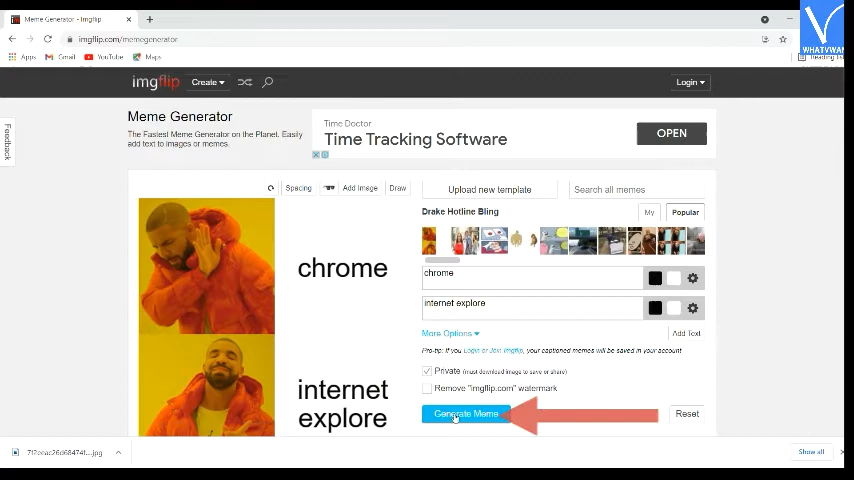 Meme Generator - Imgflip
imgflip.com/memegenerator
Apps
Gmail
YouTube
Maps
WHATVWANT
Reading list
imgflip
Create
Login
Feedback
Meme Generator
The Fastest Meme Generator on the Planet. Easily
add text to images or memes.
Time Doctor
Time Tracking Software
OPEN
Spacing
Add Image
Draw
Upload new template
Search all memes
Drake Hotline Bling
My
Popular
chrome
chrome
internet explore
internet
explore
More Options
Add Text
Pro-tip: If you Login or Join Imgflip, your captioned memes will be saved in your account
Private (must download image to save or share)
Remove "imgflip.com" watermark
Generate Meme
Reset
Show all